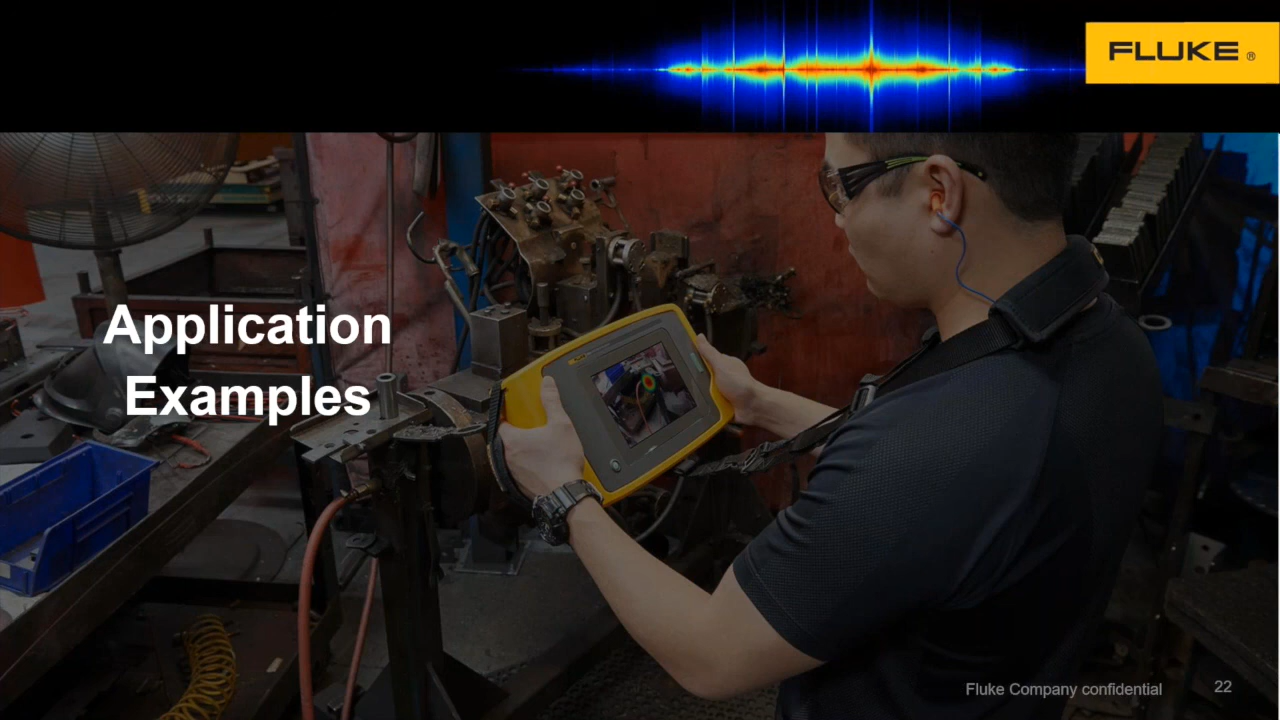 FLUKE ®
Application
Examples
Fluke Company confidential
22